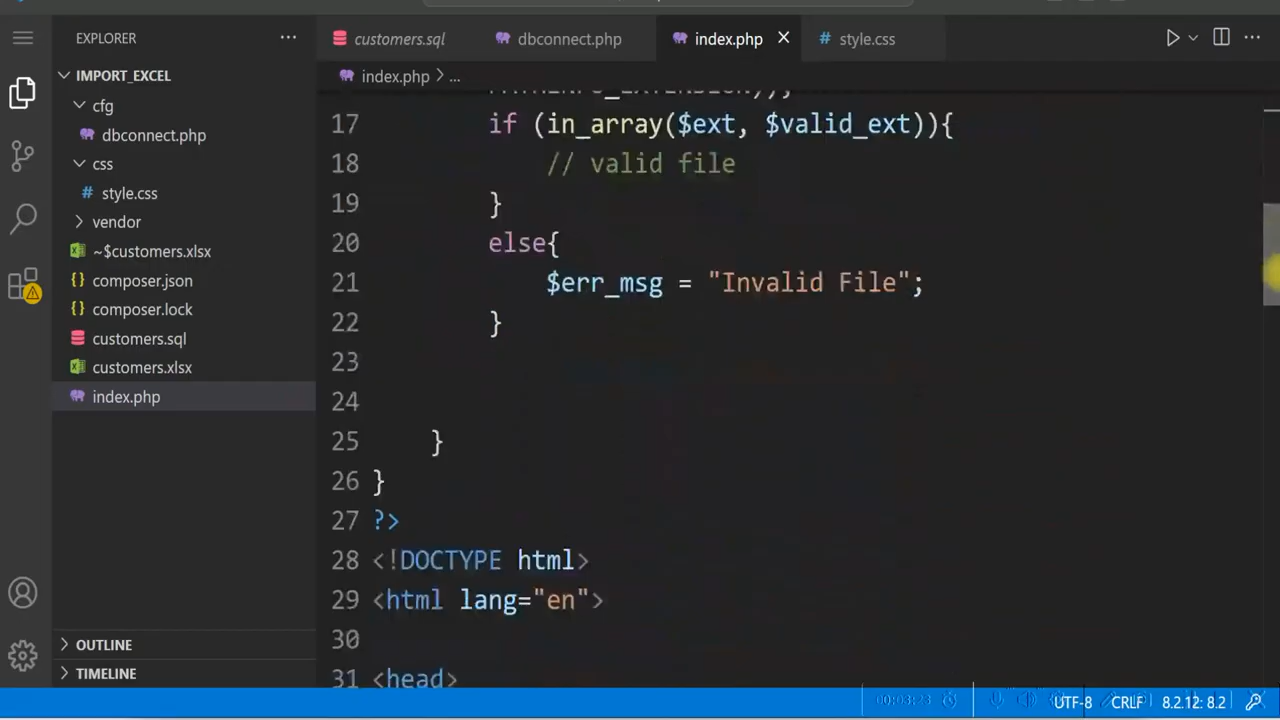 EXPLORER
IMPORT_EXCEL
cfg
dbconnect.php
css
style.css
vendor
~$customers.xlsx
composer.json
composer.lock
customers.sql
customers.xlsx
index.php
OUTLINE
TIMELINE
customers.sql
dbconnect.php
index.php
style.css
index.php > ...
17 if (in_array($ext, $valid_ext)){
18 // valid file
19 }
20 else{
21 $err_msg = "Invalid File";
22 }
23
24
25 }
26 }
27 ?>
28 <!DOCTYPE html>
29 <html lang="en">
30
31 <head>
00:03:23
UTF-8 CRLF 8.2.12: 8.2